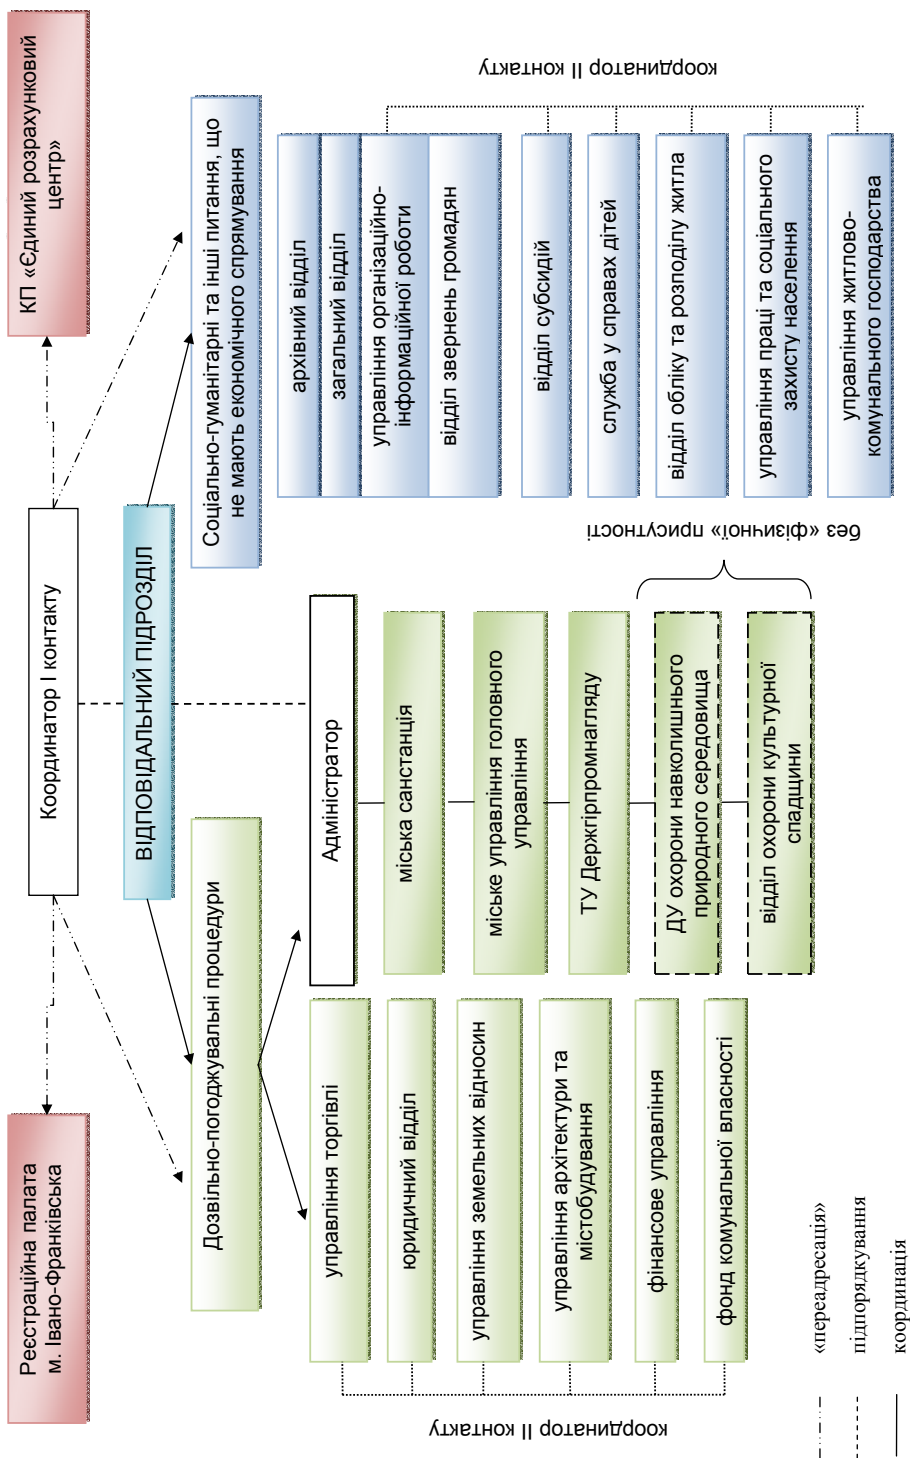 Реєстраційна палата
м. Івано-Франківська
Координатор І контакту
КП «Єдиний розрахунковий
центр»
ВІДПОВІДАЛЬНИЙ ПІДРОЗДІЛ
Дозвільно-погоджувальні процедури
Соціально-гуманітарні та інші питання, що
не мають економічного спрямування
координатор ІІ контакту
управління торгівлі
юридичний відділ
управління земельних відносин
управління архітектури та
містобудування
фінансове управління
фонд комунальної власності
Адміністратор
міська санстанція
міське управління головного
управління
ТУ Держгірпромнагляду
ДУ охорони навколишнього
природного середовища
відділ охорони культурної
спадщини
без «фізичної» присутності
архівний відділ
загальний відділ
управління організаційно-
інформаційної роботи
відділ звернень громадян
відділ субсидій
служба у справах дітей
відділ обліку та розподілу житла
управління праці та соціального
захисту населення
управління житлово-
комунального господарства
координатор ІІ контакту
«переадресація»
підпорядкування
координація